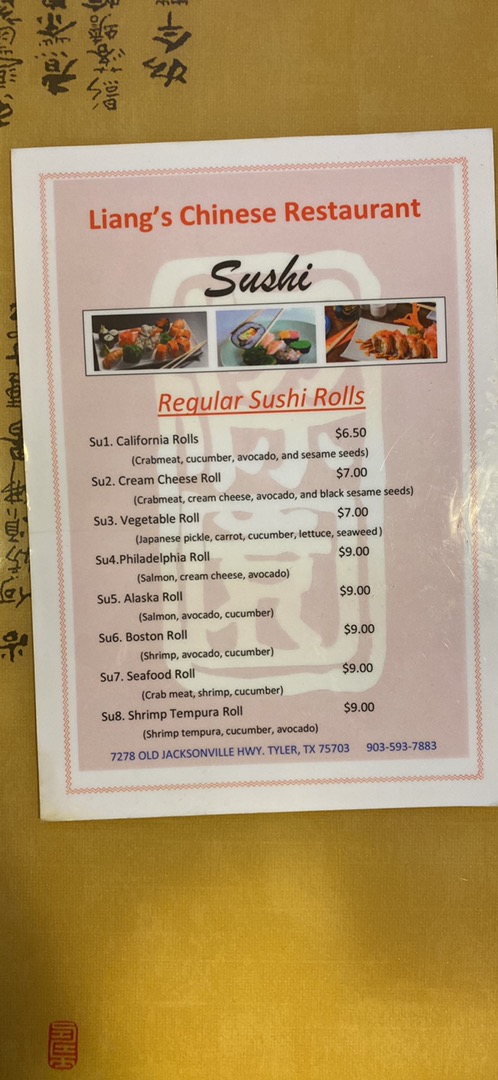 Liang's Chinese Restaurant
Sushi
Regular Sushi Rolls
Su1. California Rolls $6.50
(Crabmeat, cucumber, avocado, and sesame seeds)
Su2. Cream Cheese Roll $7.00
(Crabmeat, cream cheese, avocado, and black sesame seeds)
Su3. Vegetable Roll $7.00
(Japanese pickle, carrot, cucumber, lettuce, seaweed)
Su4.Philadelphia Roll $9.00
(Salmon, cream cheese, avocado)
Su5. Alaska Roll $9.00
(Salmon, avocado, cucumber)
Su6. Boston Roll $9.00
(Shrimp, avocado, cucumber)
Su7. Seafood Roll $9.00
(Crab meat, shrimp, cucumber)
Su8. Shrimp Tempura Roll $9.00
(Shrimp tempura, cucumber, avocado)
7278 OLD JACKSONVILLE HWY. TYLER, TX 75703 903-593-7883